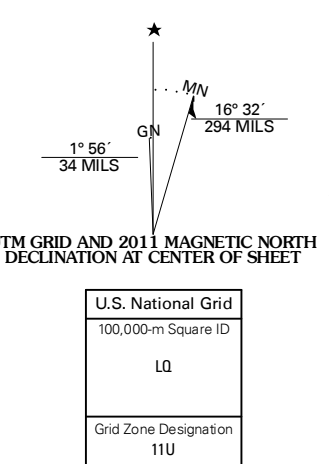 MN
16° 32´
294 MILS
GN
1° 56´
34 MILS
UTM GRID AND 2011 MAGNETIC NORTH
DECLINATION AT CENTER OF SHEET
U.S. National Grid
100,000-m Square ID
LQ
Grid Zone Designation
11U